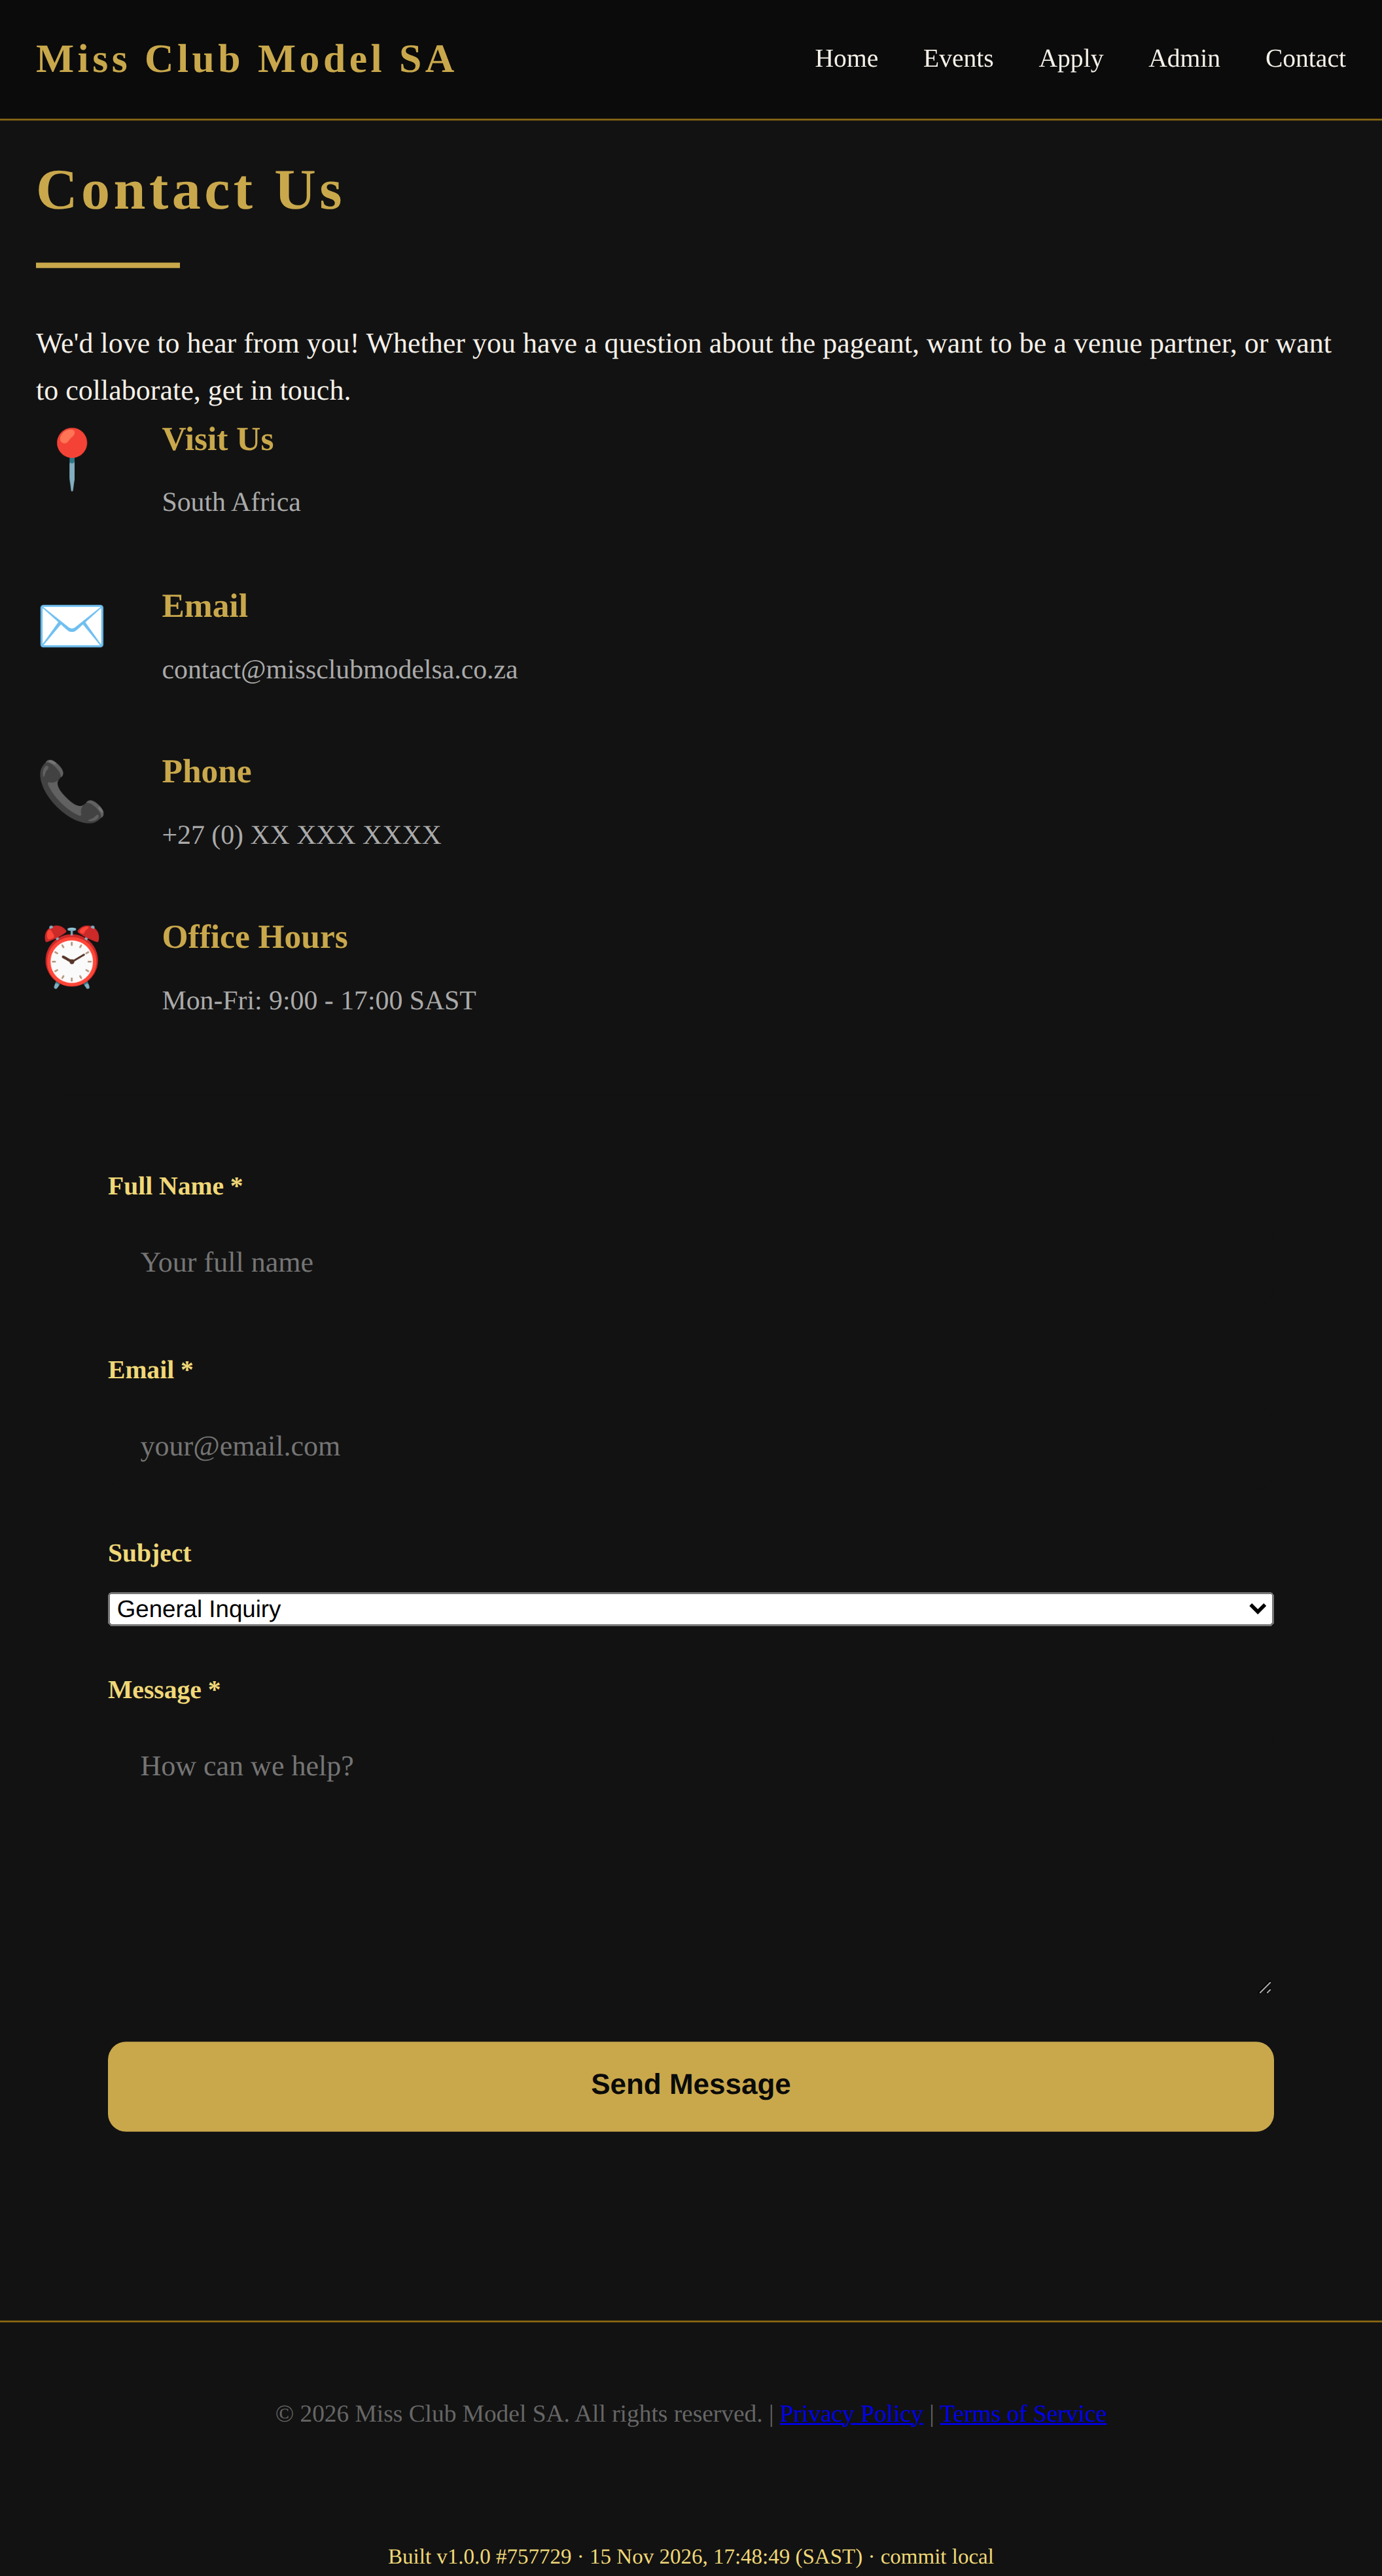 Miss Club Model SA
Home Events Apply Admin Contact
Contact Us
We'd love to hear from you! Whether you have a question about the pageant, want to be a venue partner, or want
to collaborate, get in touch.
Visit Us
South Africa
Email
contact@missclubmodelsa.co.za
Phone
+27 (0) XX XXX XXXX
Office Hours
Mon-Fri: 9:00 - 17:00 SAST
Full Name *
Your full name
Email *
your@email.com
Subject
General Inquiry
Message *
How can we help?
Send Message
© 2026 Miss Club Model SA. All rights reserved. | Privacy Policy | Terms of Service
Built v1.0.0 #757729 · 15 Nov 2026, 17:48:49 (SAST) · commit local